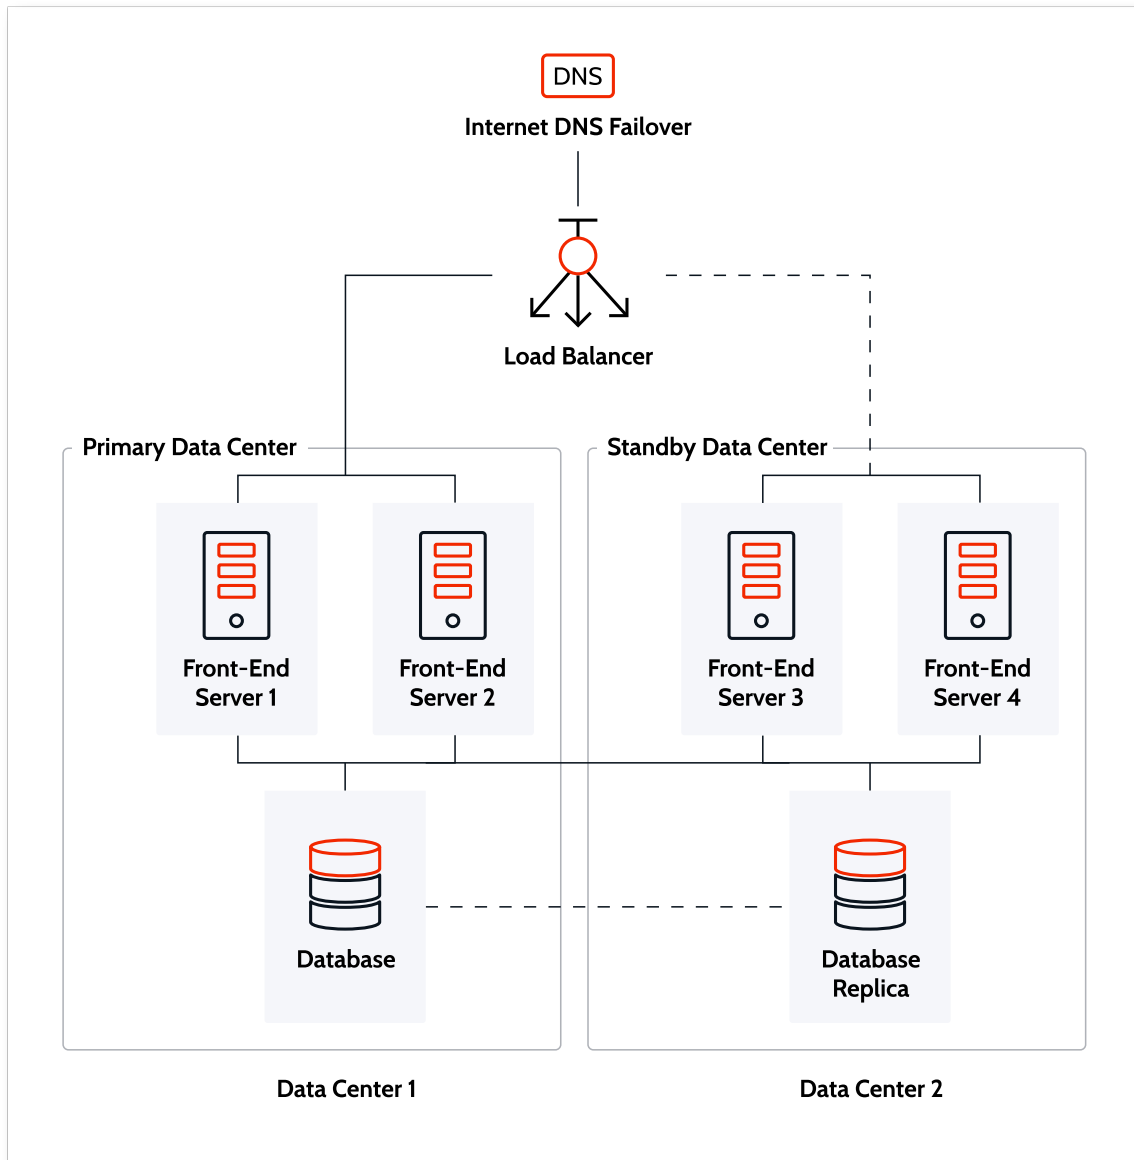 DNS
Internet DNS Failover
Load Balancer
Primary Data Center
Standby Data Center
Front-End
Server 1
Front-End
Server 2
Front-End
Server 3
Front-End
Server 4
Database
Database
Replica
Data Center 1
Data Center 2